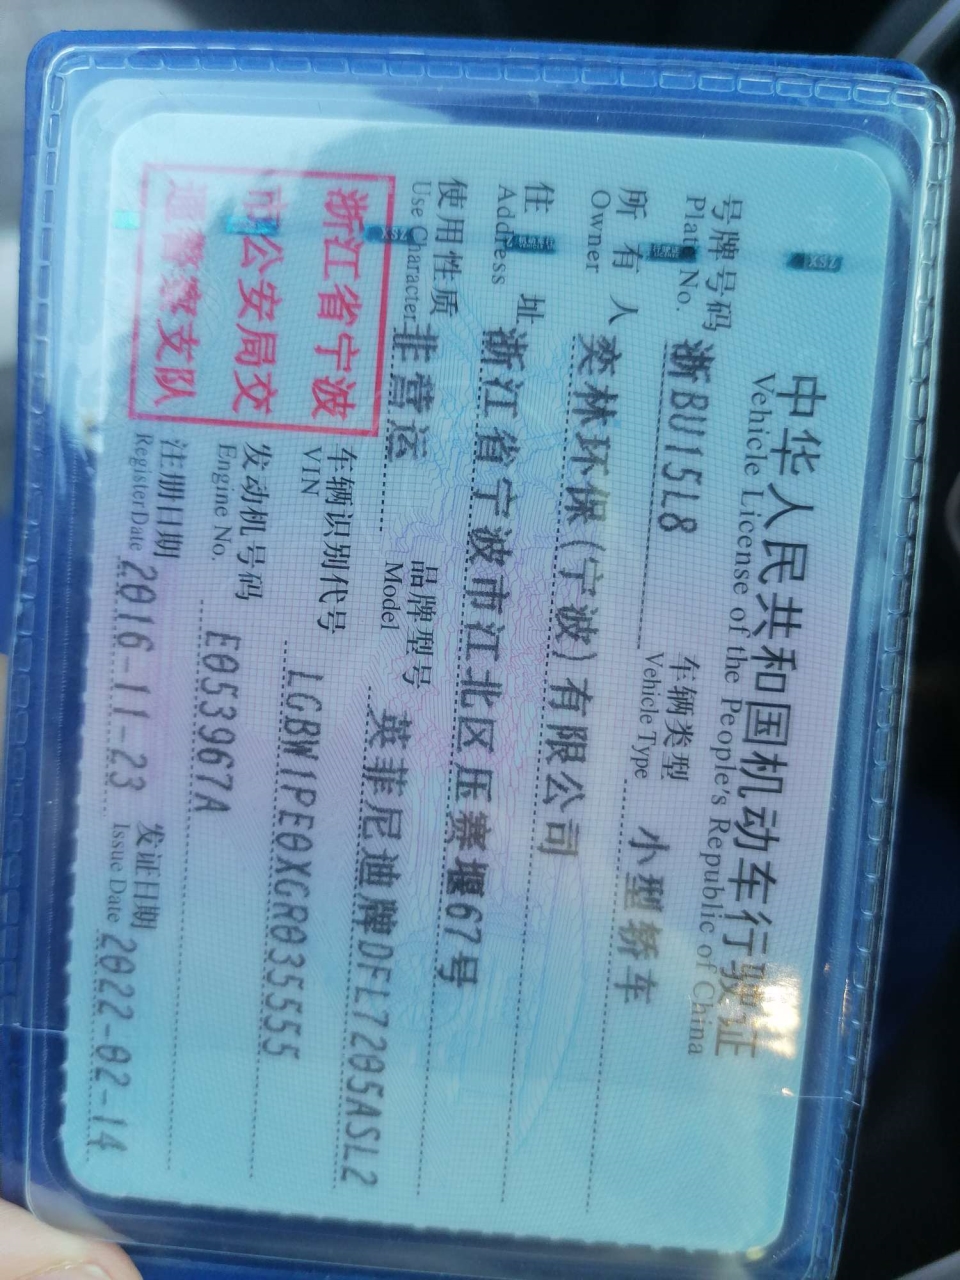 中华人民共和国机动车行驶证
Vehicle License of the People's Republic of China
号牌号码 浙BU15L8 车辆类型 小型轿车
Plate No. Vehicle Type
所有人 奕林环保(宁波)有限公司
Owner
住址 浙江省宁波市江北区压赛堰67号
Address
使用性质 非营运 品牌型号 英菲尼迪牌DFL7205ASL2
Use Character Model
浙江省宁波
市公安局交
通警察支队
车辆识别代号 LGBW1PE0XGR035555
VIN
发动机号码 E053967A
Engine No.
注册日期 2016-11-23 发证日期 2022-02-14
Register Date Issue Date